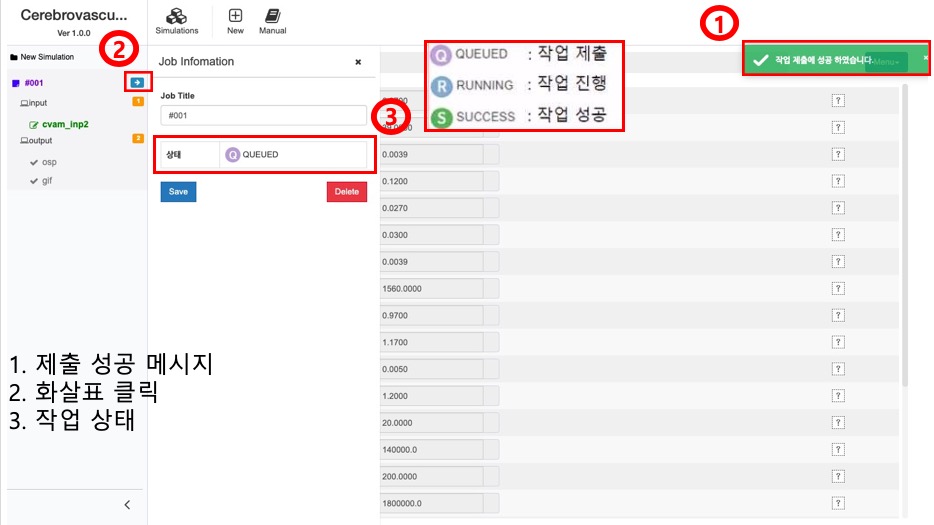 Cerebrovascu...
Ver 1.0.0
Simulations
New
Manual
1
작업 제출에 성공 하였습니다.
×
New Simulation
2
#001
1
input
cvam_inp2
output
2
osp
gif
Job Infomation
×
Job Title
#001
상태
Q QUEUED
Save
Delete
3
Q QUEUED : 작업 제출
R RUNNING : 작업 진행
S SUCCESS : 작업 성공
?
?
0.0039
?
0.1200
?
0.0270
?
0.0300
?
0.0039
?
1560.0000
?
0.9700
?
1.1700
?
0.0050
?
1.2000
?
20.0000
?
140000.0
?
200.0000
?
1800000.0
?
1. 제출 성공 메시지
2. 화살표 클릭
3. 작업 상태